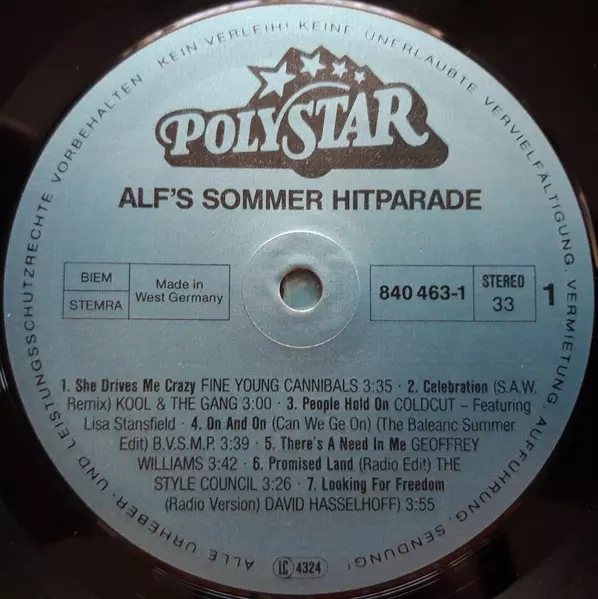 ALLE URHEBER- UND LEISTUNGSSCHUTZRECHTE VORBEHALTEN · KEIN VERLEIH! KEINE UNERLAUBTE VERVIELFÄLTIGUNG, VERMIETUNG, AUFFÜHRUNG, SENDUNG!
POLYSTAR
ALF'S SOMMER HITPARADE
BIEM
STEMRA
Made in
West Germany
840 463-1
STEREO
33
1
1. She Drives Me Crazy FINE YOUNG CANNIBALS 3:35 · 2. Celebration (S.A.W.
Remix) KOOL & THE GANG 3:00 · 3. People Hold On COLDCUT – Featuring
Lisa Stansfield · 4. On And On (Can We Ge On) (The Balearic Summer
Edit) B.V.S.M.P. 3:39 · 5. There's A Need In Me GEOFFREY
WILLIAMS 3:42 · 6. Promised Land (Radio Edit) THE
STYLE COUNCIL 3:26 · 7. Looking For Freedom
(Radio Version) DAVID HASSELHOFF) 3:55
LC 4324